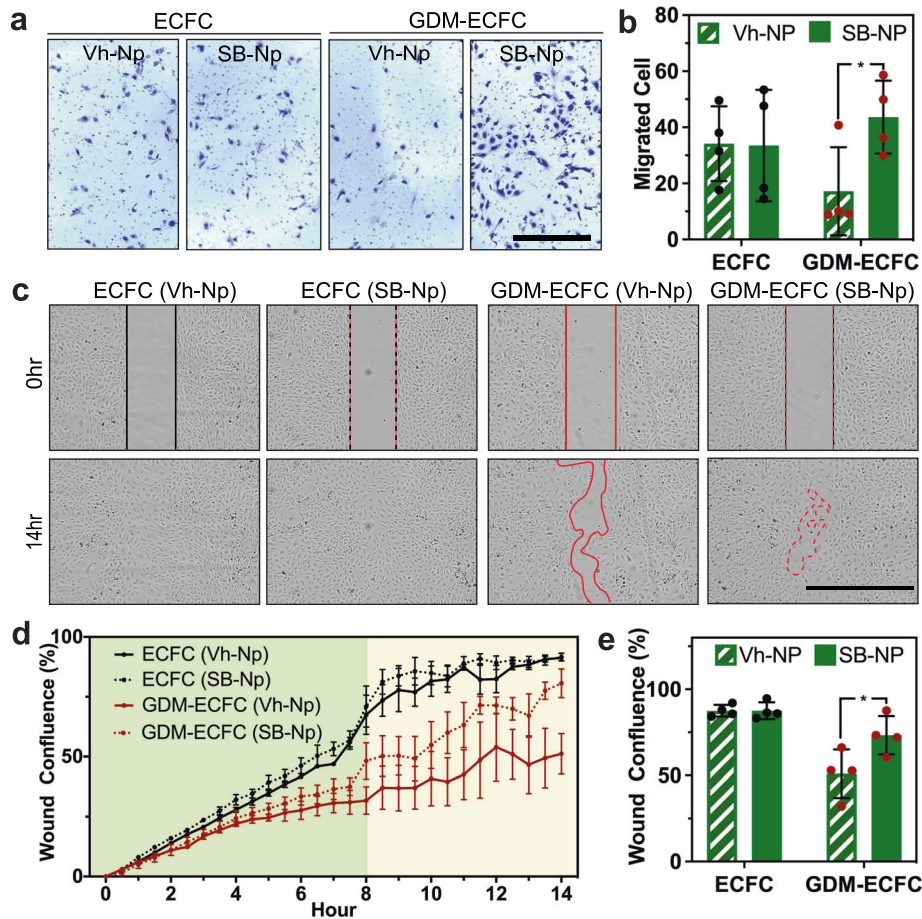 a
ECFC
GDM-ECFC
Vh-Np
SB-Np
Vh-Np
SB-Np
b
Vh-NP
SB-NP
Migrated Cell
80
60
40
20
0
*
ECFC
GDM-ECFC
c
ECFC (Vh-Np)
ECFC (SB-Np)
GDM-ECFC (Vh-Np)
GDM-ECFC (SB-Np)
0hr
14hr
d
Wound Confluence (%)
100
50
0
ECFC (Vh-Np)
ECFC (SB-Np)
GDM-ECFC (Vh-Np)
GDM-ECFC (SB-Np)
0
2
4
6
8
10
12
14
Hour
e
Vh-NP
SB-NP
Wound Confluence (%)
100
50
0
*
ECFC
GDM-ECFC